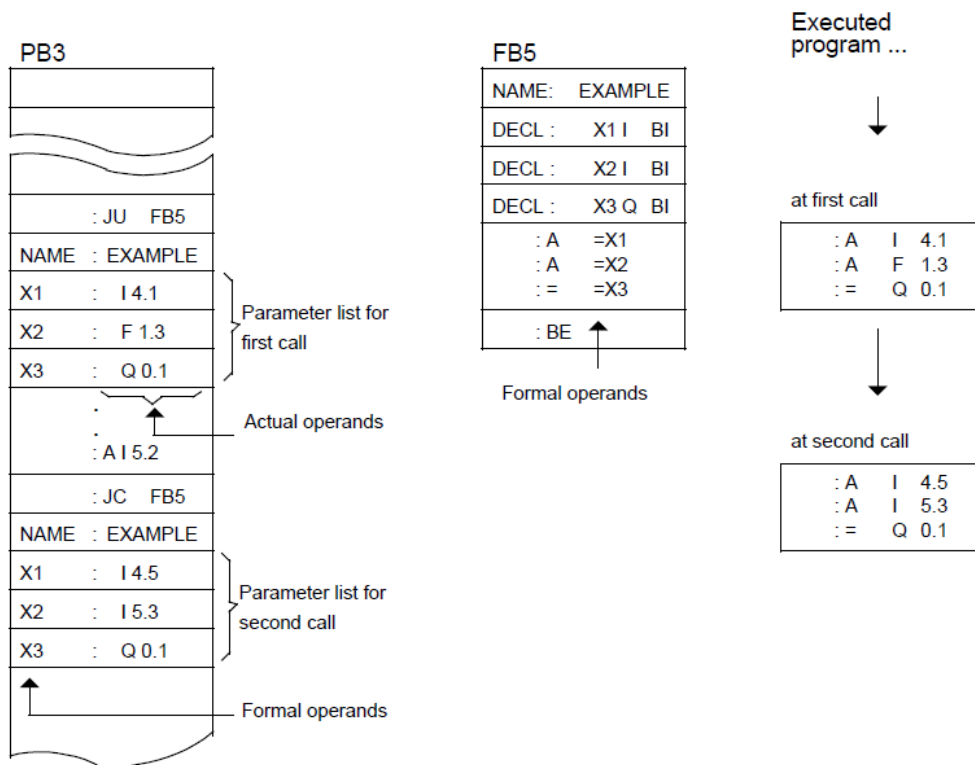 PB3
: JU FB5
NAME : EXAMPLE
X1 : I 4.1
X2 : F 1.3
X3 : Q 0.1
Parameter list for
first call
.
.
Actual operands
: A I 5.2
: JC FB5
NAME : EXAMPLE
X1 : I 4.5
X2 : I 5.3
X3 : Q 0.1
Parameter list for
second call
Formal operands
FB5
NAME: EXAMPLE
DECL : X1 I BI
DECL : X2 I BI
DECL : X3 Q BI
: A =X1
: A =X2
: = =X3
: BE
Formal operands
Executed
program ...
at first call
: A I 4.1
: A F 1.3
: = Q 0.1
at second call
: A I 4.5
: A I 5.3
: = Q 0.1